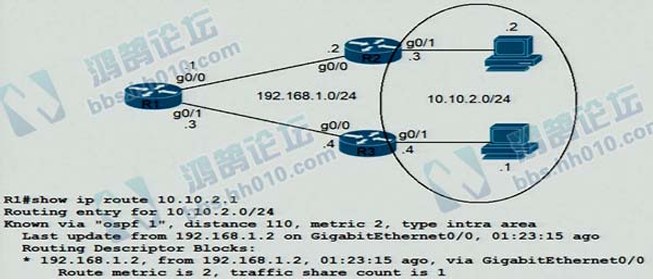 .1
g0/0
R1
g0/1
.3
.2
g0/0
R2
g0/1
.3
.2
192.168.1.0/24
10.10.2.0/24
g0/0
.4
R3
g0/1
.4
.1
鸿鹄论坛
bbs.hh010.com
鸿鹄论坛
bbs.hh010.com
鸿鹄论坛
bbs.hh010.com
R1#show ip route 10.10.2.1
Routing entry for 10.10.2.0/24
Known via "ospf 1", distance 110, metric 2, type intra area
Last update from 192.168.1.2 on GigabitEthernet0/0, 01:23:15 ago
Routing Descriptor Blocks:
* 192.168.1.2, from 192.168.1.2, 01:23:15 ago, via GigabitEthernet0/0
Route metric is 2, traffic share count is 1